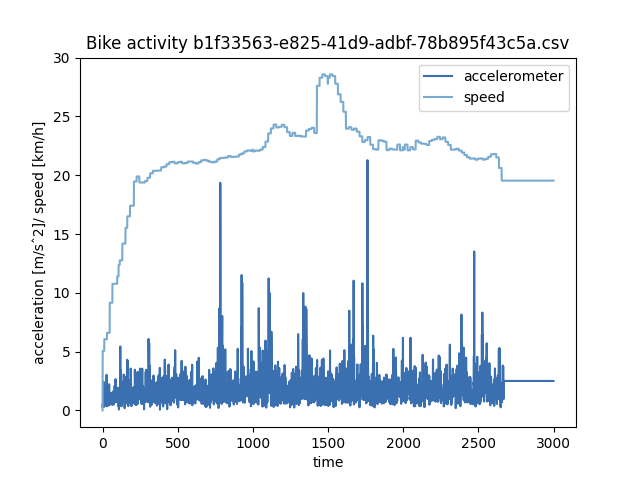 Bike activity b1f33563-e825-41d9-adbf-78b895f43c5a.csv
accelerometer
speed
acceleration [m/sˆ2]/ speed [km/h]
30
25
20
15
10
5
0
0 500 1000 1500 2000 2500 3000
time